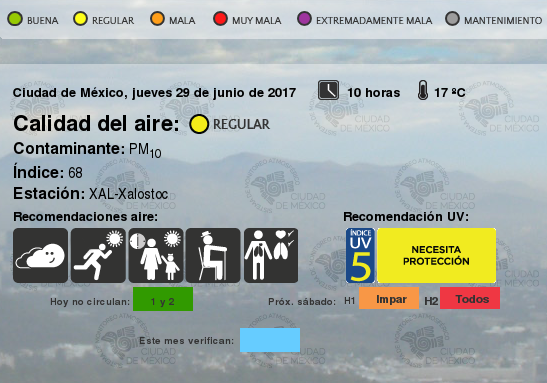 BUENA REGULAR MALA MUY MALA EXTREMADAMENTE MALA MANTENIMIENTO
Ciudad de México, jueves 29 de junio de 2017 10 horas 17 ºC
Calidad del aire: REGULAR
Contaminante: PM10
Índice: 68
Estación: XAL-Xalostoc
Recomendaciones aire: Recomendación UV:
ÍNDICE
UV
5
NECESITA
PROTECCIÓN
Hoy no circulan: 1 y 2 Próx. sábado: H1 Impar H2 Todos
Este mes verifican:
CIUDAD
DE MÉXICO